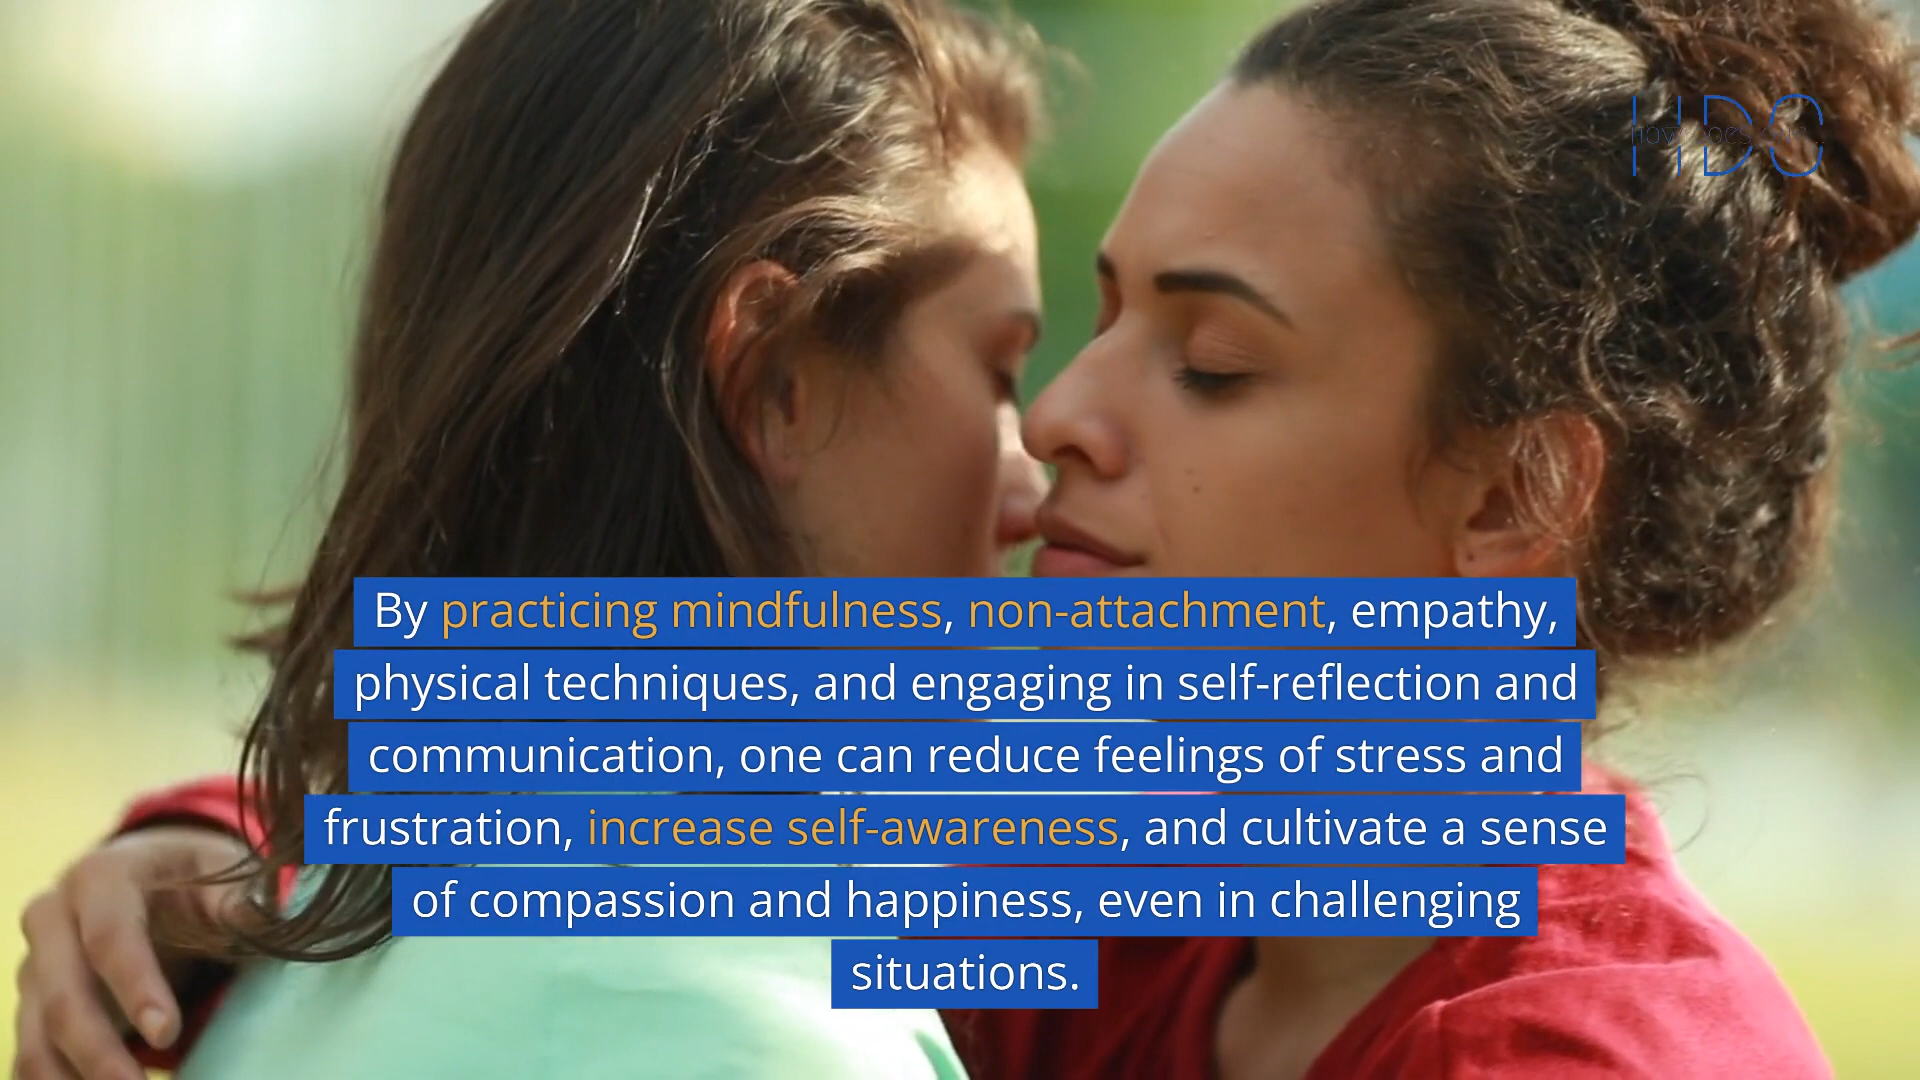 HDO
By practicing mindfulness, non-attachment, empathy,
physical techniques, and engaging in self-reflection and
communication, one can reduce feelings of stress and
frustration, increase self-awareness, and cultivate a sense
of compassion and happiness, even in challenging
situations.